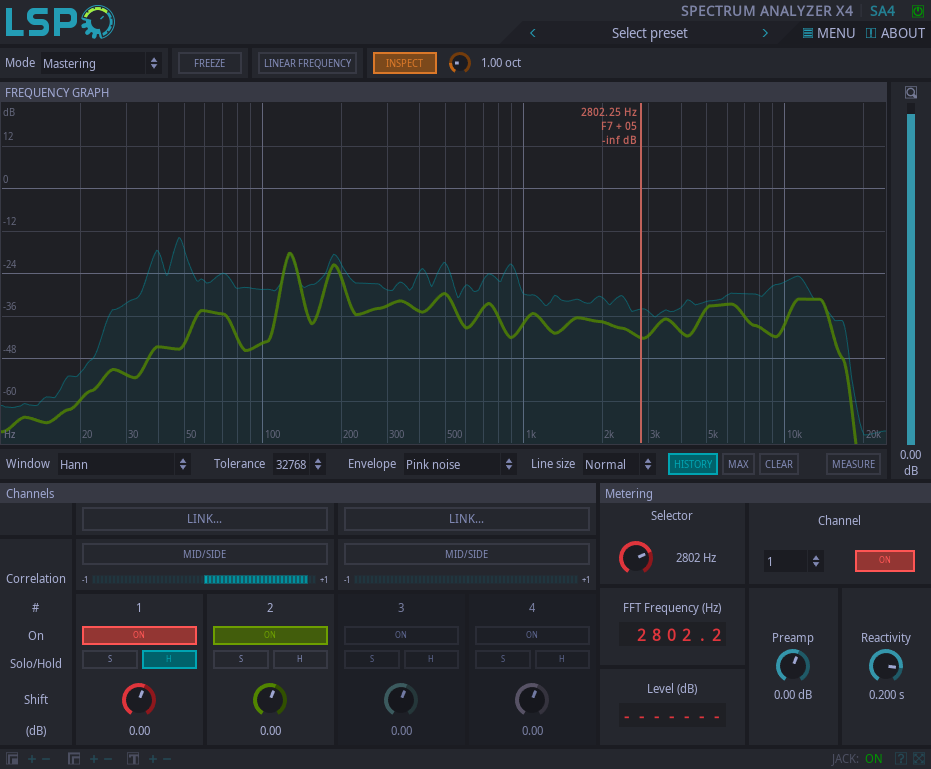 LSP
SPECTRUM ANALYZER X4 SA4
Select preset
MENU ABOUT
Mode Mastering FREEZE LINEAR FREQUENCY INSPECT 1.00 oct
FREQUENCY GRAPH
dB
2802.25 Hz
F7 + 05
-inf dB
12
0
-12
-24
-36
-48
-60
Hz 20 30 50 100 200 300 500 1k 2k 3k 5k 10k 20k
0.00
dB
Window Hann Tolerance 32768 Envelope Pink noise Line size Normal HISTORY MAX CLEAR MEASURE
Channels
Metering
LINK... LINK...
Selector
Channel
MID/SIDE MID/SIDE
2802 Hz
1 ON
Correlation -1 +1 -1 +1
# 1 2 3 4
FFT Frequency (Hz)
2802.2
On ON ON ON ON
Solo/Hold S H S H S H S H
Preamp Reactivity
Level (dB)
-------
Shift
0.00 dB 0.200 s
(dB) 0.00 0.00 0.00 0.00
JACK: ON